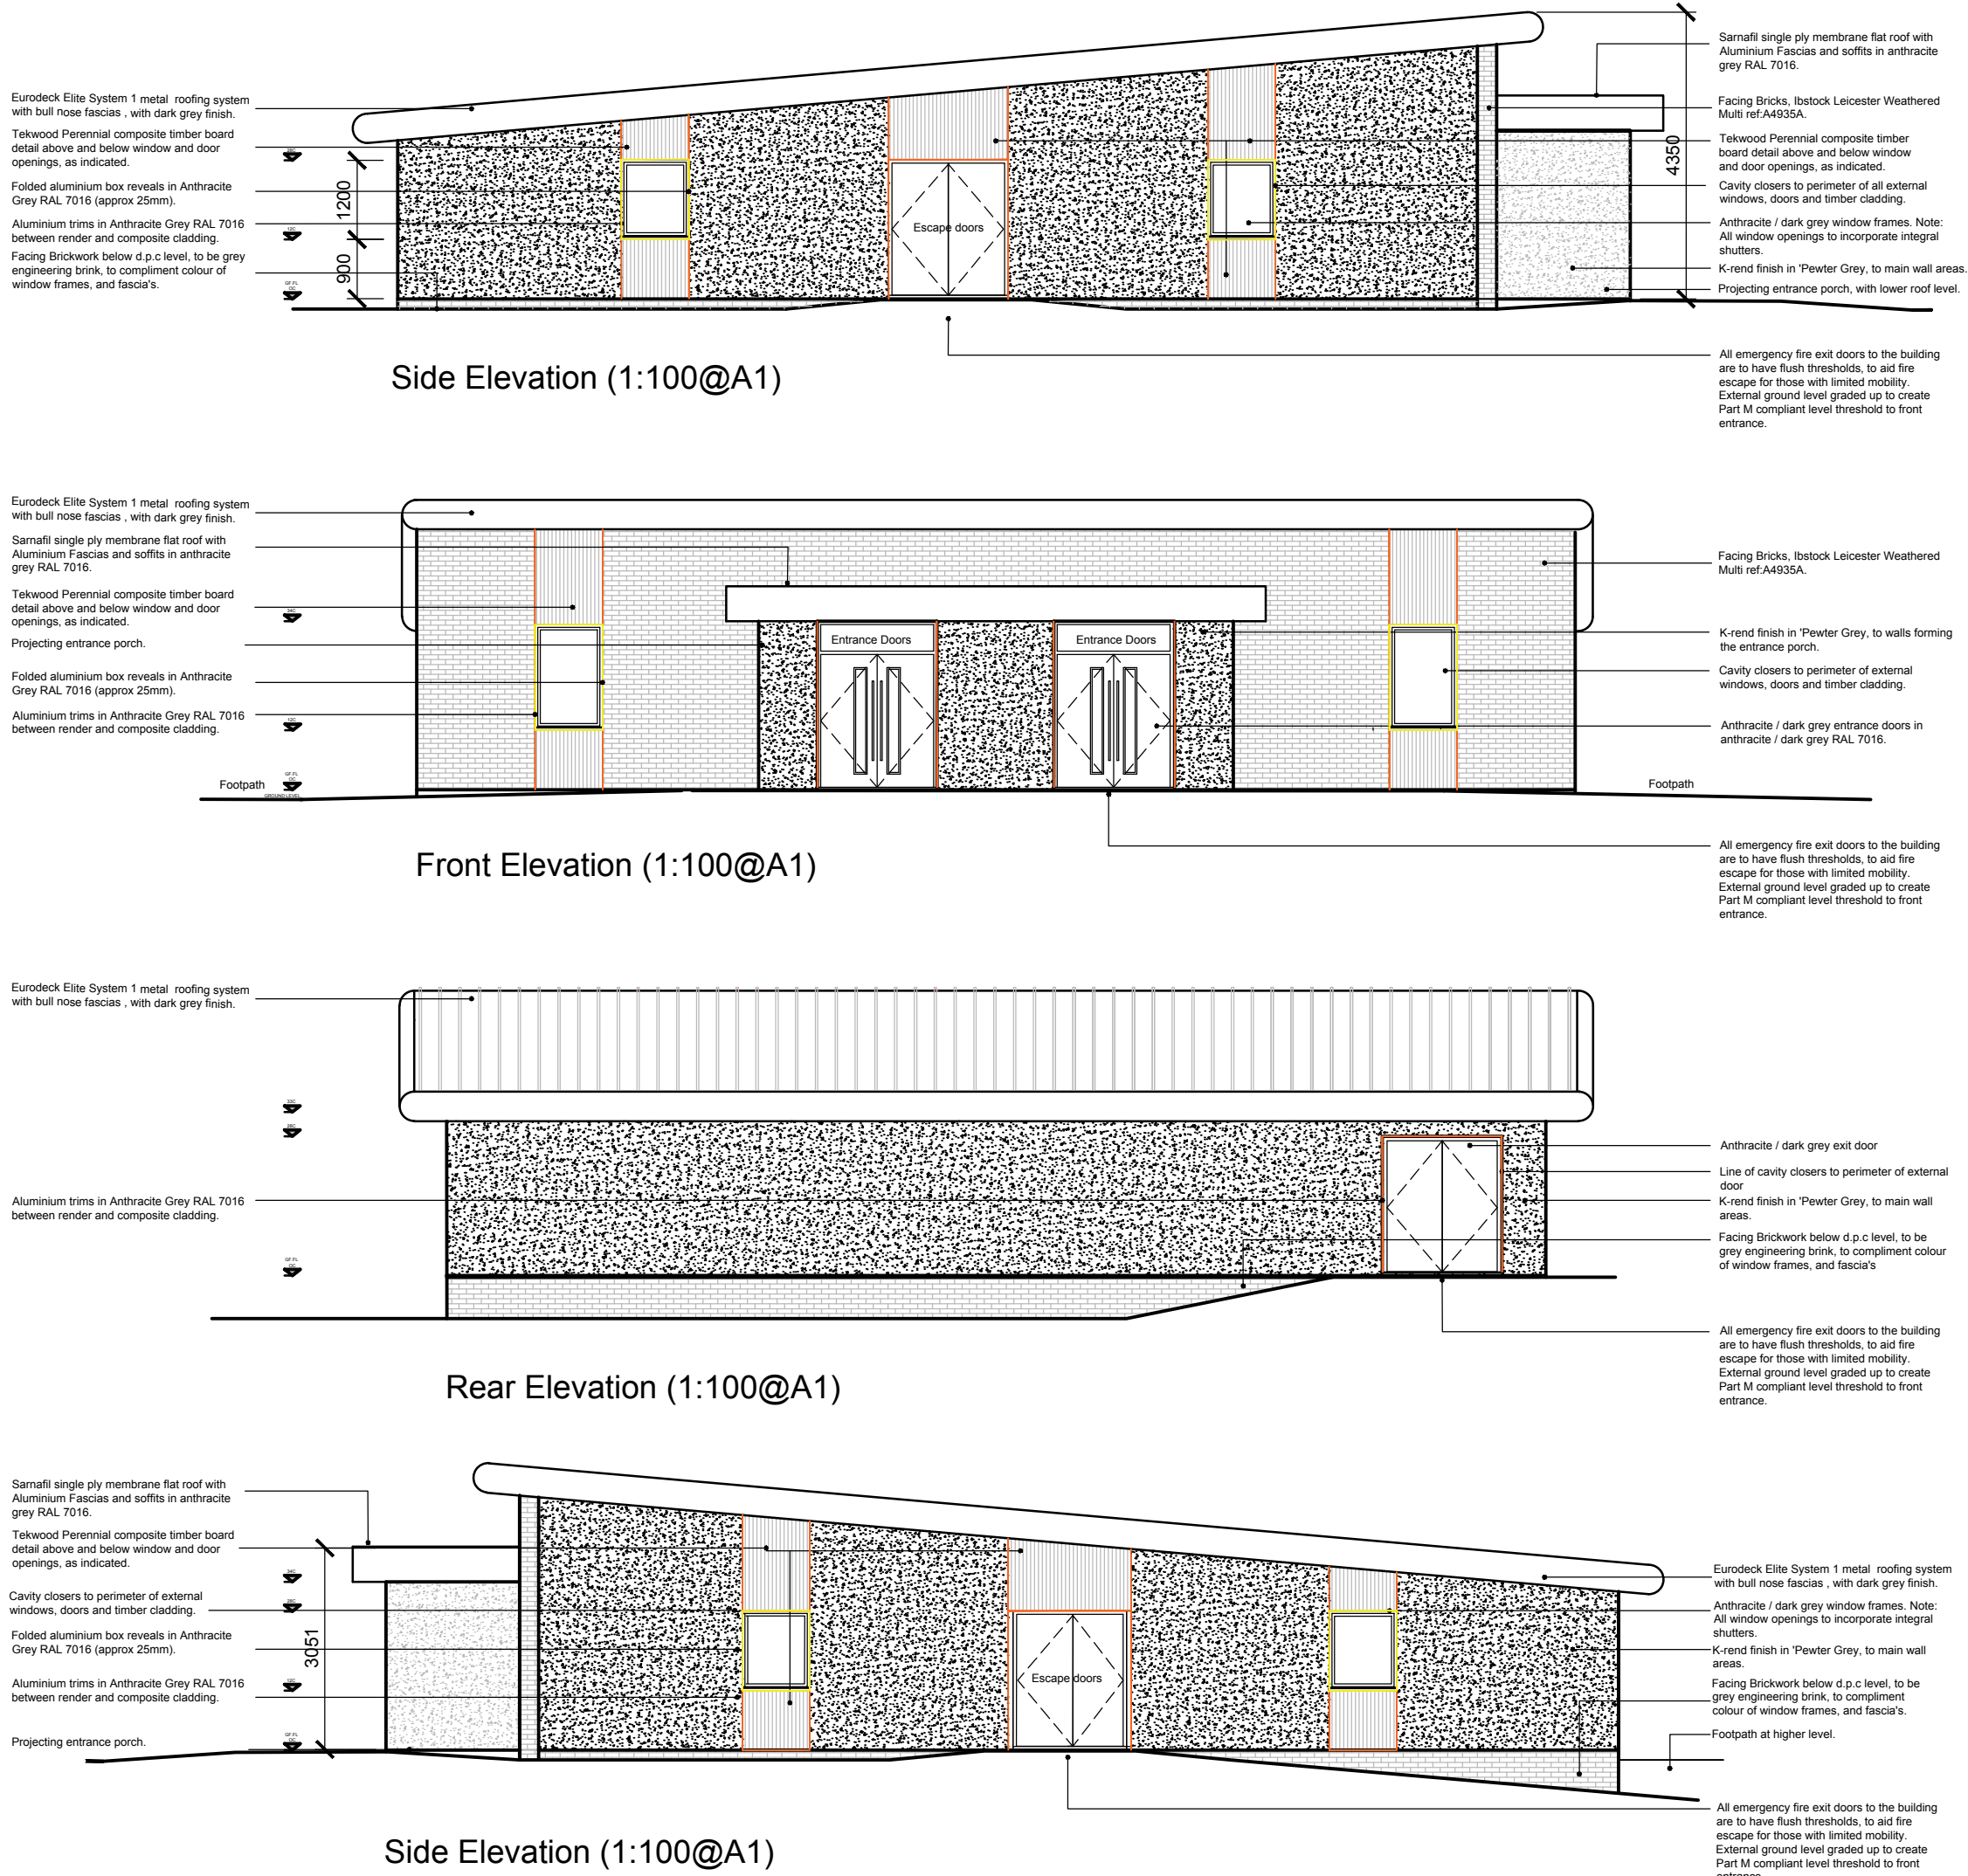 Eurodeck Elite System 1 metal roofing system
with bull nose fascias , with dark grey finish.
Tekwood Perennial composite timber board
detail above and below window and door
openings, as indicated.
Folded aluminium box reveals in Anthracite
Grey RAL 7016 (approx 25mm).
Aluminium trims in Anthracite Grey RAL 7016
between render and composite cladding.
Facing Brickwork below d.p.c level, to be grey
engineering brink, to compliment colour of
window frames, and fascia's.
1200
900
Escape doors
4350
Sarnafil single ply membrane flat roof with
Aluminium Fascias and soffits in anthracite
grey RAL 7016.
Facing Bricks, Ibstock Leicester Weathered
Multi ref:A4935A.
Tekwood Perennial composite timber
board detail above and below window
and door openings, as indicated.
Cavity closers to perimeter of all external
windows, doors and timber cladding.
Anthracite / dark grey window frames. Note:
All window openings to incorporate integral
shutters.
K-rend finish in 'Pewter Grey, to main wall areas.
Projecting entrance porch, with lower roof level.
All emergency fire exit doors to the building
are to have flush thresholds, to aid fire
escape for those with limited mobility.
External ground level graded up to create
Part M compliant level threshold to front
entrance.
Side Elevation (1:100@A1)
Eurodeck Elite System 1 metal roofing system
with bull nose fascias , with dark grey finish.
Sarnafil single ply membrane flat roof with
Aluminium Fascias and soffits in anthracite
grey RAL 7016.
Tekwood Perennial composite timber board
detail above and below window and door
openings, as indicated.
Projecting entrance porch.
Folded aluminium box reveals in Anthracite
Grey RAL 7016 (approx 25mm).
Aluminium trims in Anthracite Grey RAL 7016
between render and composite cladding.
Footpath
GROUND LEVEL
Entrance Doors
Entrance Doors
Facing Bricks, Ibstock Leicester Weathered
Multi ref:A4935A.
K-rend finish in 'Pewter Grey, to walls forming
the entrance porch.
Cavity closers to perimeter of external
windows, doors and timber cladding.
Anthracite / dark grey entrance doors in
anthracite / dark grey RAL 7016.
Footpath
All emergency fire exit doors to the building
are to have flush thresholds, to aid fire
escape for those with limited mobility.
External ground level graded up to create
Part M compliant level threshold to front
entrance.
Front Elevation (1:100@A1)
Eurodeck Elite System 1 metal roofing system
with bull nose fascias , with dark grey finish.
Aluminium trims in Anthracite Grey RAL 7016
between render and composite cladding.
Anthracite / dark grey exit door
Line of cavity closers to perimeter of external
door
K-rend finish in 'Pewter Grey, to main wall
areas.
Facing Brickwork below d.p.c level, to be
grey engineering brink, to compliment colour
of window frames, and fascia's
All emergency fire exit doors to the building
are to have flush thresholds, to aid fire
escape for those with limited mobility.
External ground level graded up to create
Part M compliant level threshold to front
entrance.
Rear Elevation (1:100@A1)
Sarnafil single ply membrane flat roof with
Aluminium Fascias and soffits in anthracite
grey RAL 7016.
Tekwood Perennial composite timber board
detail above and below window and door
openings, as indicated.
Cavity closers to perimeter of external
windows, doors and timber cladding.
Folded aluminium box reveals in Anthracite
Grey RAL 7016 (approx 25mm).
Aluminium trims in Anthracite Grey RAL 7016
between render and composite cladding.
Projecting entrance porch.
3051
Escape doors
Eurodeck Elite System 1 metal roofing system
with bull nose fascias , with dark grey finish.
Anthracite / dark grey window frames. Note:
All window openings to incorporate integral
shutters.
K-rend finish in 'Pewter Grey, to main wall
areas.
Facing Brickwork below d.p.c level, to be
grey engineering brink, to compliment
colour of window frames, and fascia's.
Footpath at higher level.
All emergency fire exit doors to the building
are to have flush thresholds, to aid fire
escape for those with limited mobility.
External ground level graded up to create
Part M compliant level threshold to front
Side Elevation (1:100@A1)